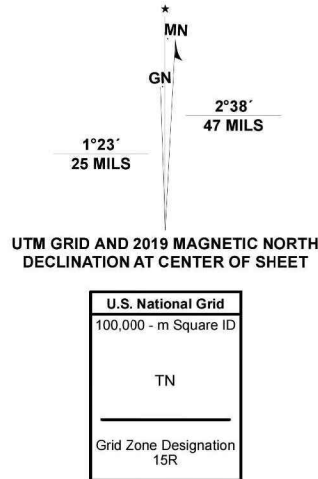 ★
MN
GN
2°38´
47 MILS
1°23´
25 MILS
UTM GRID AND 2019 MAGNETIC NORTH
DECLINATION AT CENTER OF SHEET
U.S. National Grid
100,000 - m Square ID
TN
Grid Zone Designation
15R